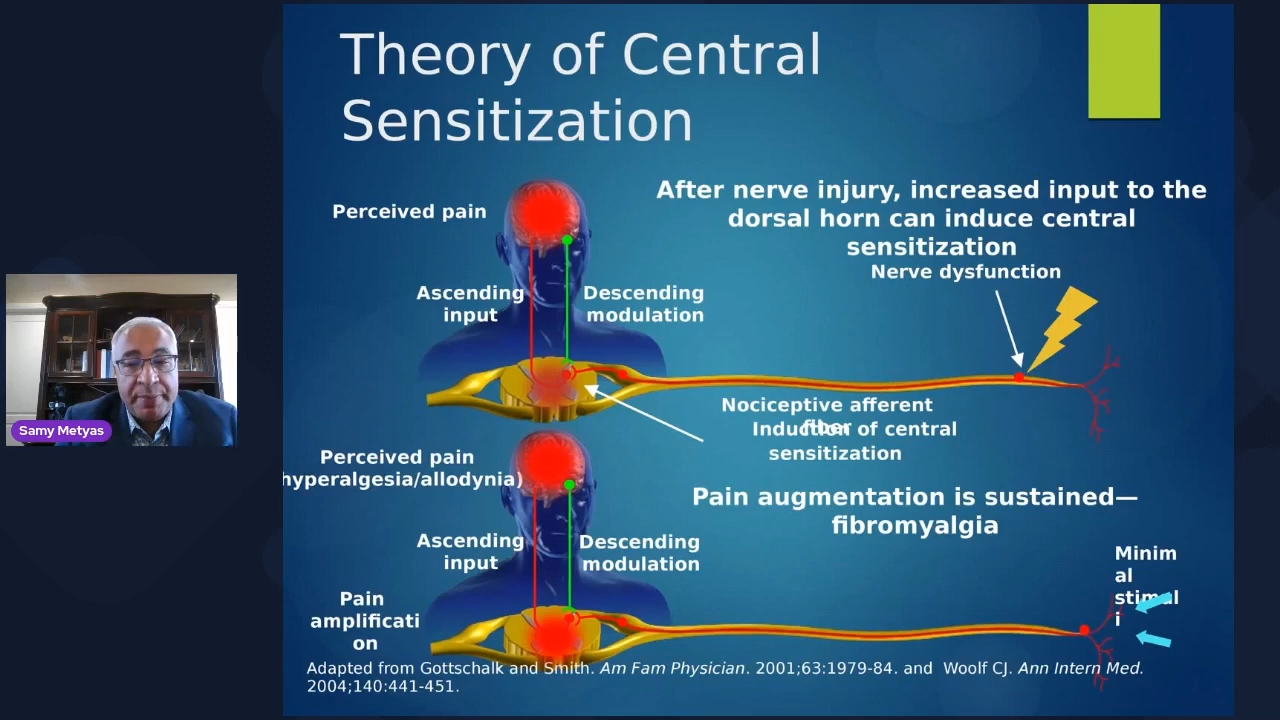 Theory of Central
Sensitization
After nerve injury, increased input to the
dorsal horn can induce central
sensitization
Perceived pain
Nerve dysfunction
Ascending
input
Descending
modulation
Nociceptive afferent
fiber
Induction of central
sensitization
Perceived pain
hyperalgesia/allodynia)
Pain augmentation is sustained—
fibromyalgia
Ascending
input
Descending
modulation
Minim
al
stimul
i
Pain
amplificati
on
Adapted from Gottschalk and Smith. Am Fam Physician. 2001;63:1979-84. and Woolf CJ. Ann Intern Med.
2004;140:441-451.
Samy Metyas